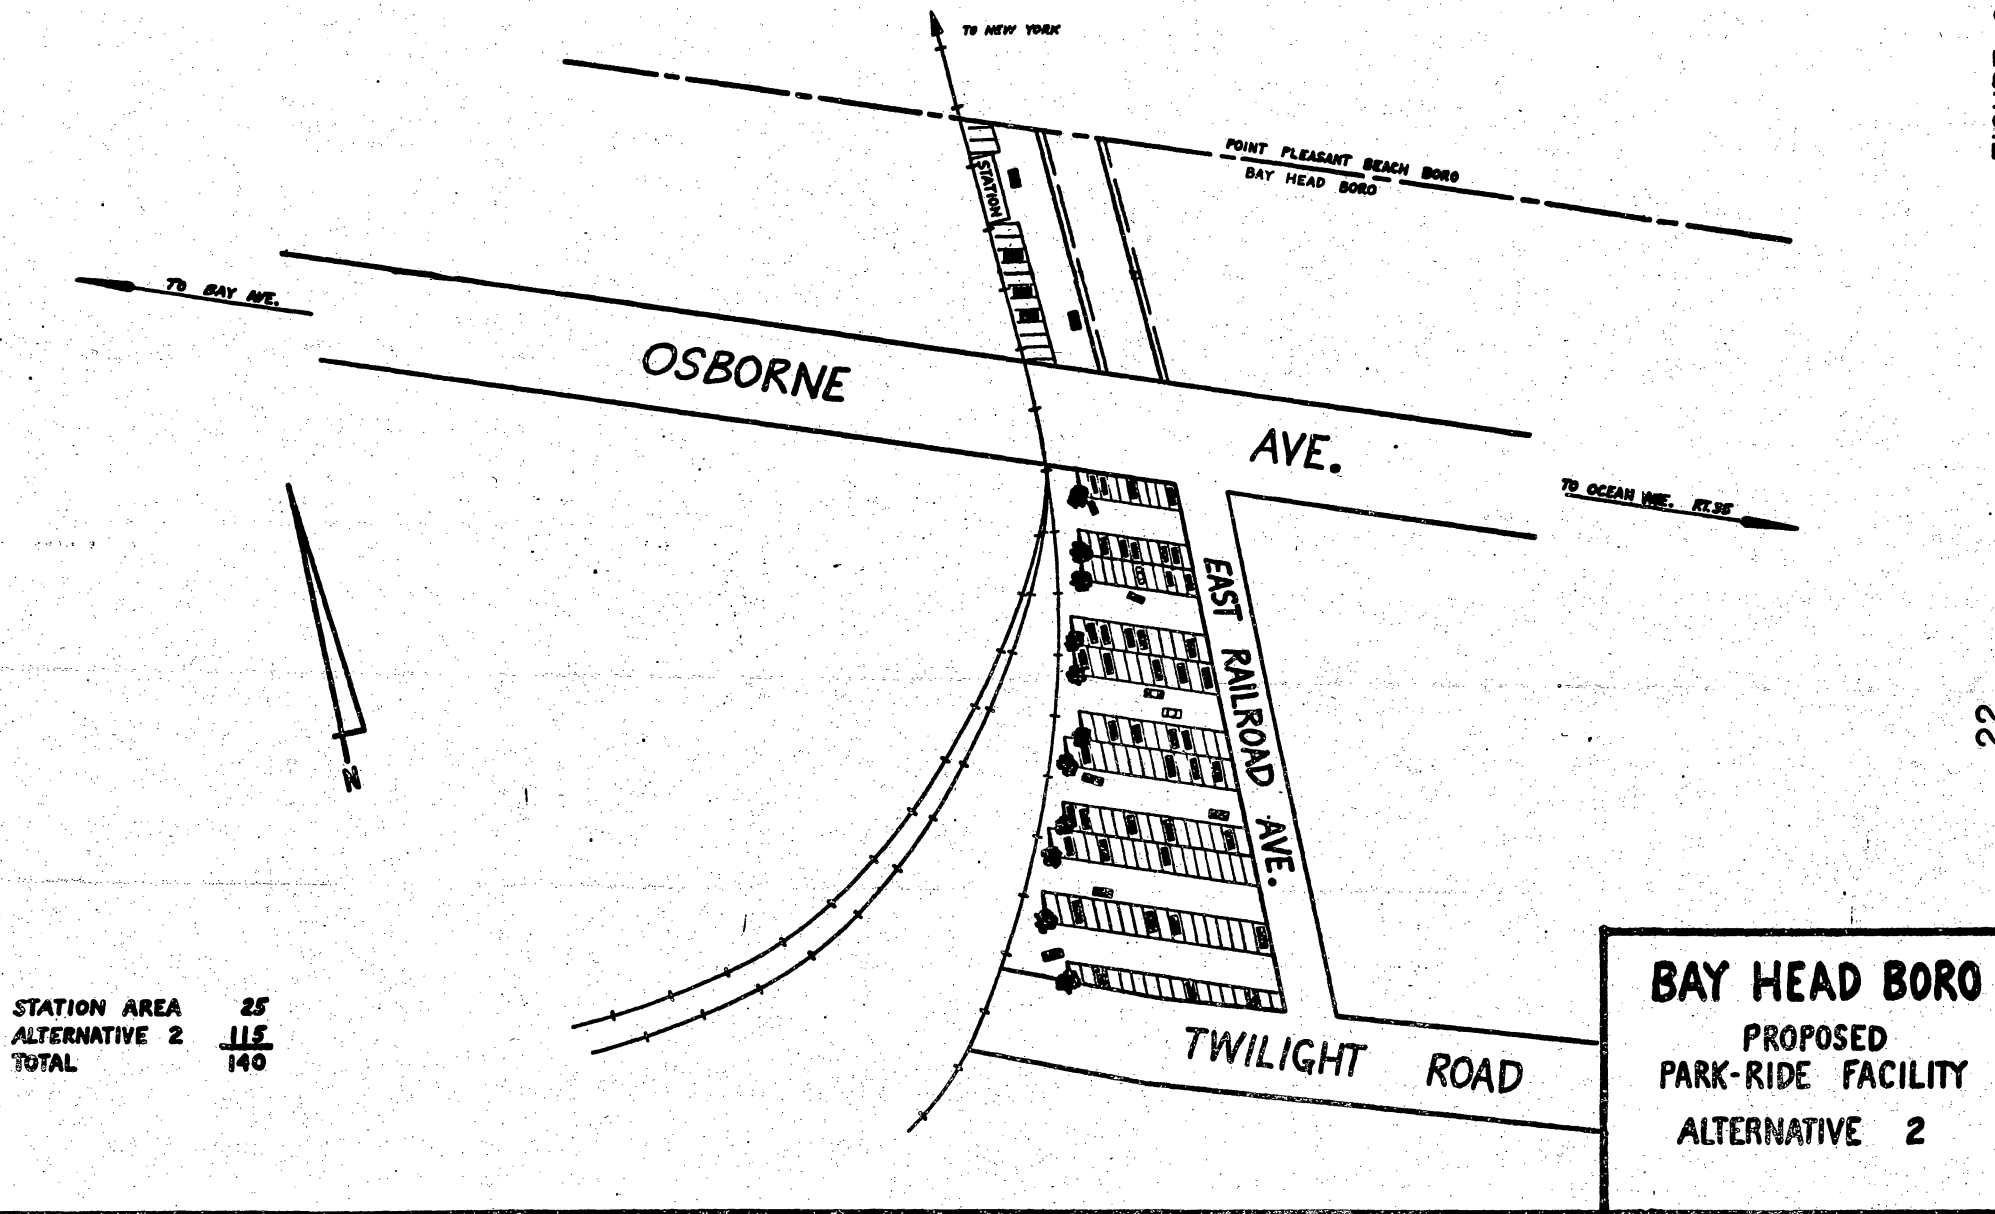 TO NEW YORK
POINT PLEASANT BEACH BORO
BAY HEAD BORO
STATION
TO BAY AVE.
OSBORNE AVE.
TO OCEAN AVE. RT. 35
EAST RAILROAD AVE.
N
22
STATION AREA 25
ALTERNATIVE 2 115
TOTAL 140
TWILIGHT ROAD
BAY HEAD BORO
PROPOSED
PARK-RIDE FACILITY
ALTERNATIVE 2